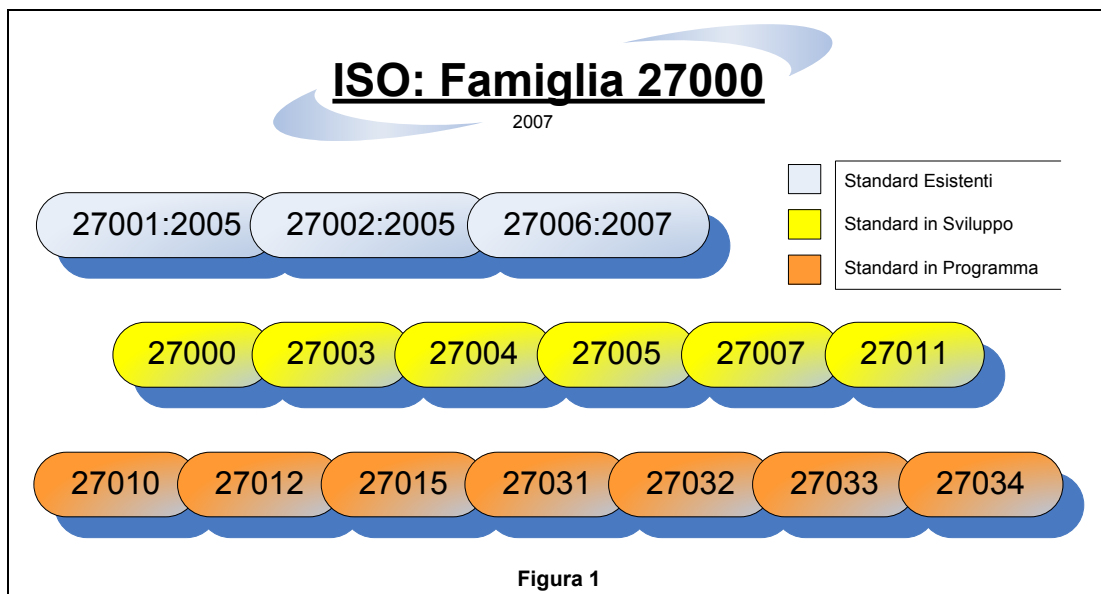 ISO: Famiglia 27000
2007
Standard Esistenti
Standard in Sviluppo
Standard in Programma
27001:2005 27002:2005 27006:2007
27000 27003 27004 27005 27007 27011
27010 27012 27015 27031 27032 27033 27034
Figura 1